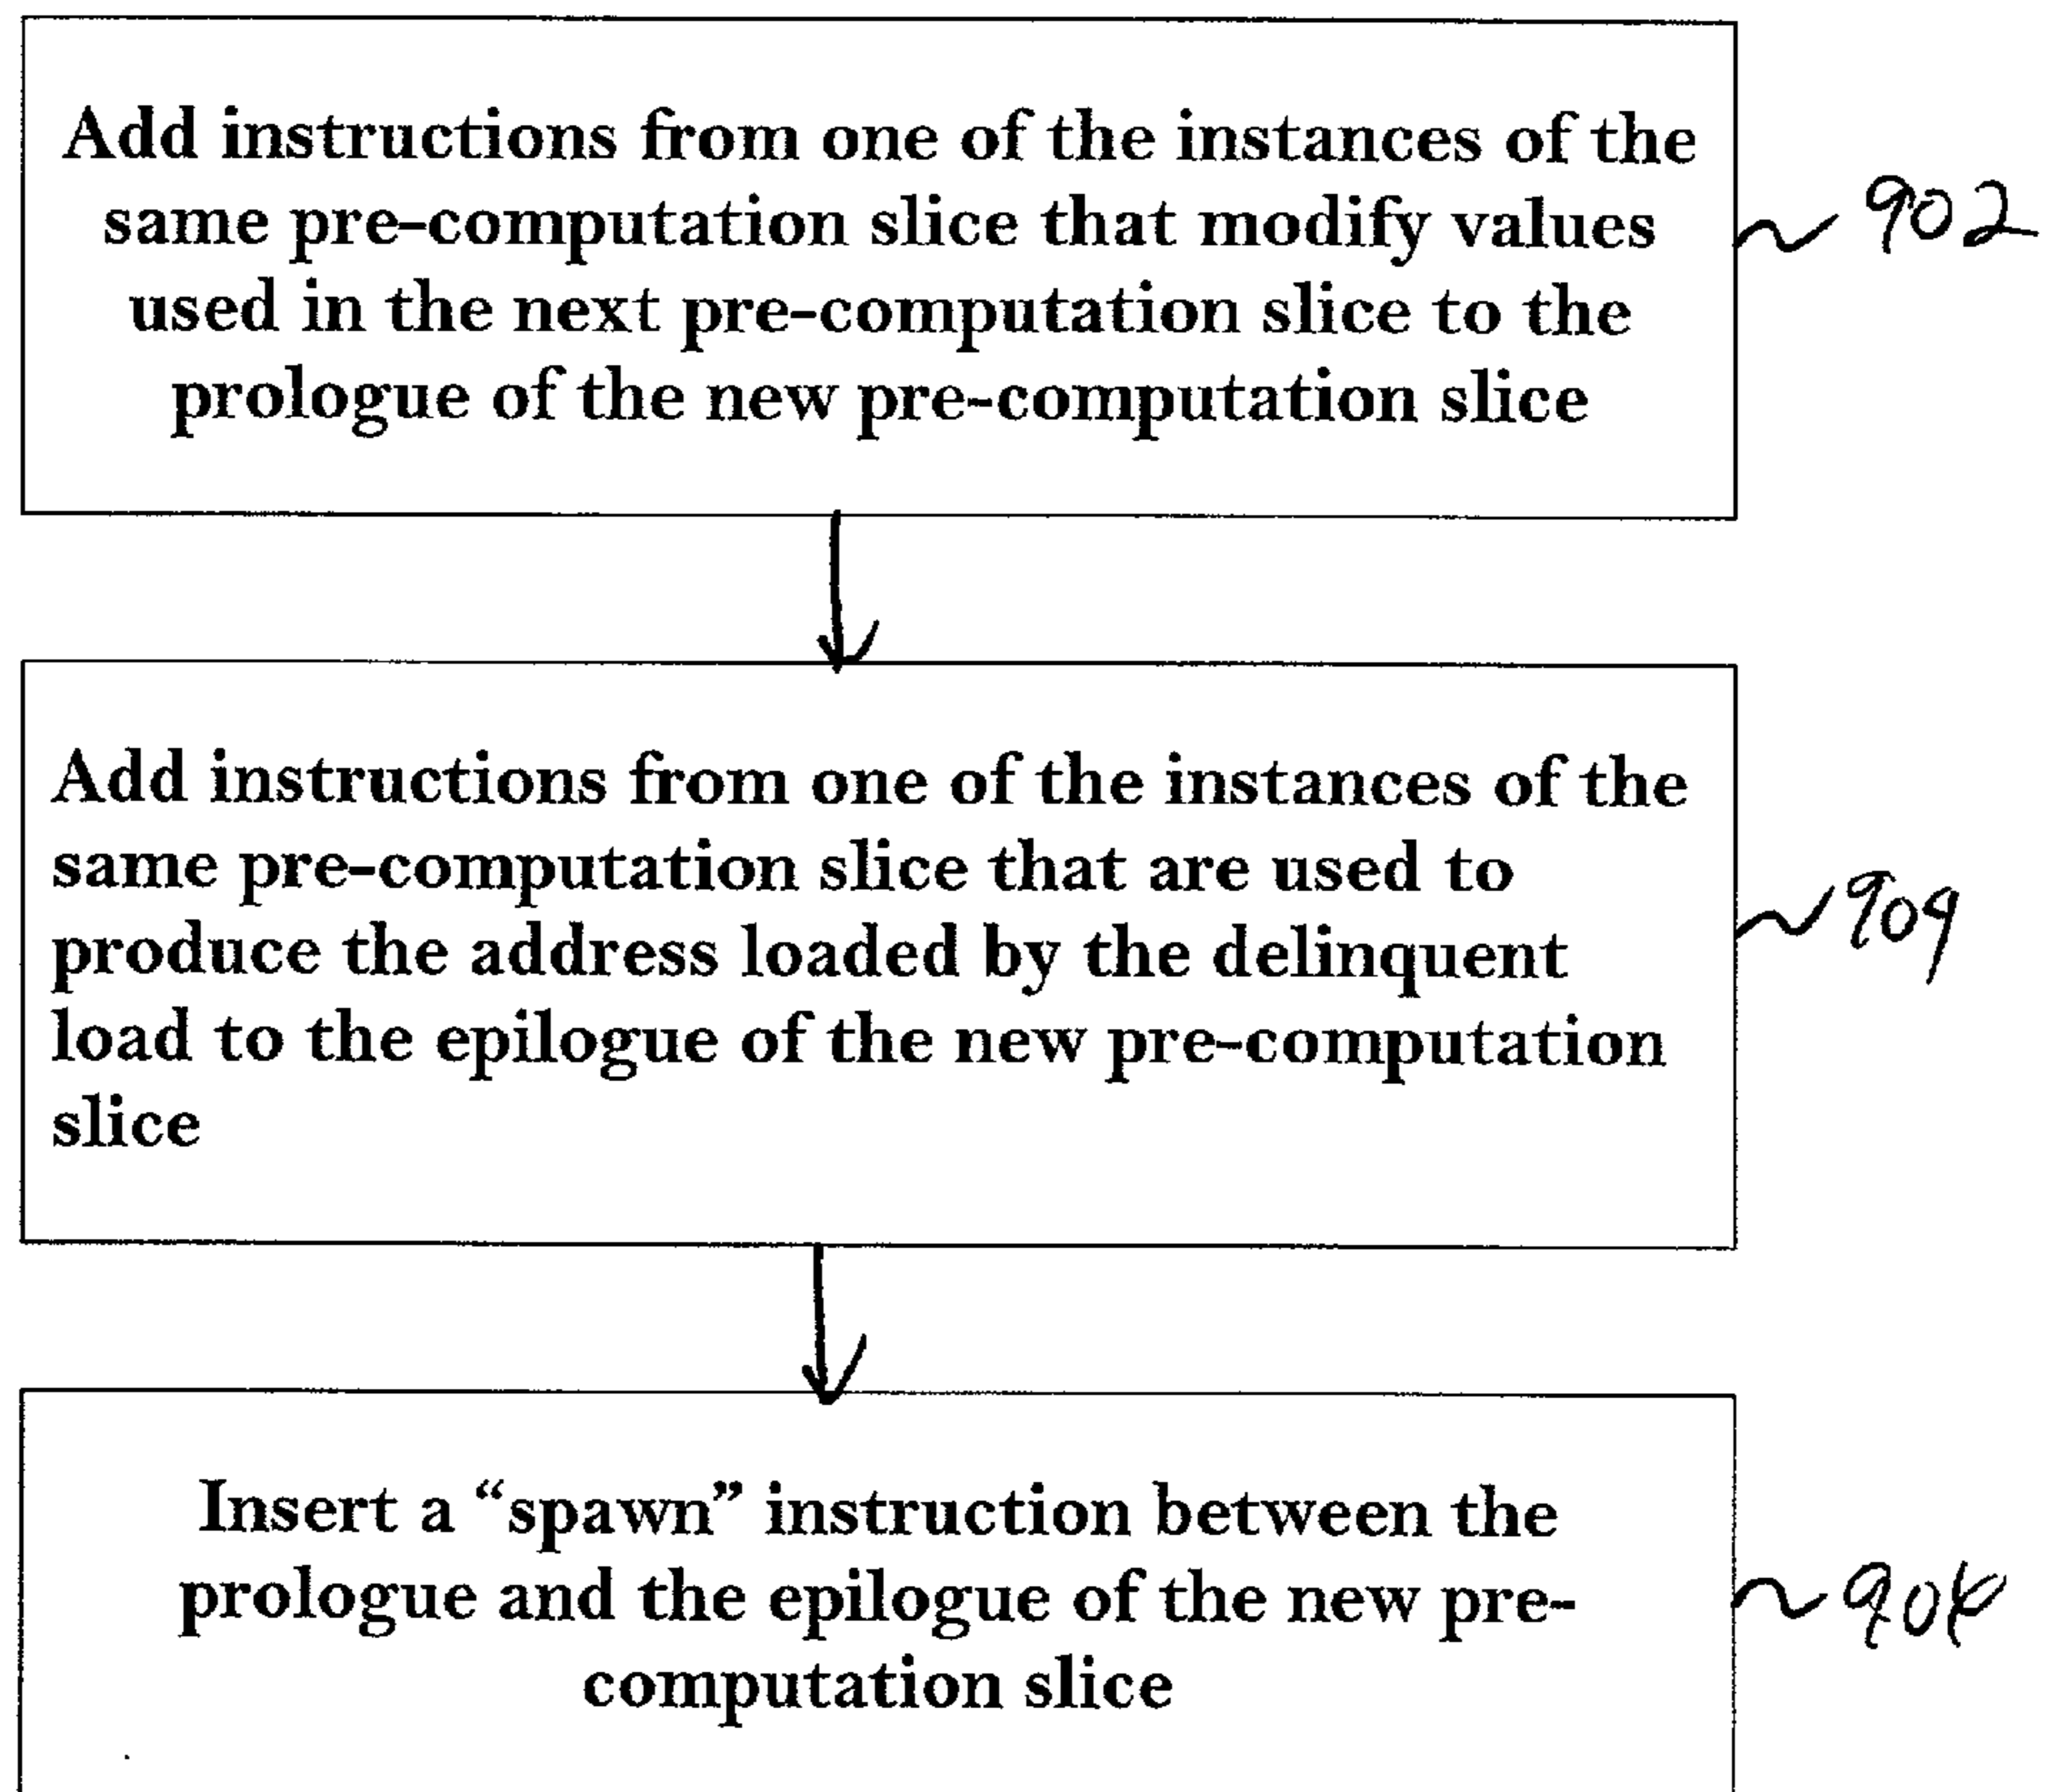 Add instructions from one of the instances of the
same pre-computation slice that modify values
used in the next pre-computation slice to the
prologue of the new pre-computation slice
902
Add instructions from one of the instances of the
same pre-computation slice that are used to
produce the address loaded by the delinquent
load to the epilogue of the new pre-computation
slice
904
Insert a “spawn” instruction between the
prologue and the epilogue of the new pre-
computation slice
906